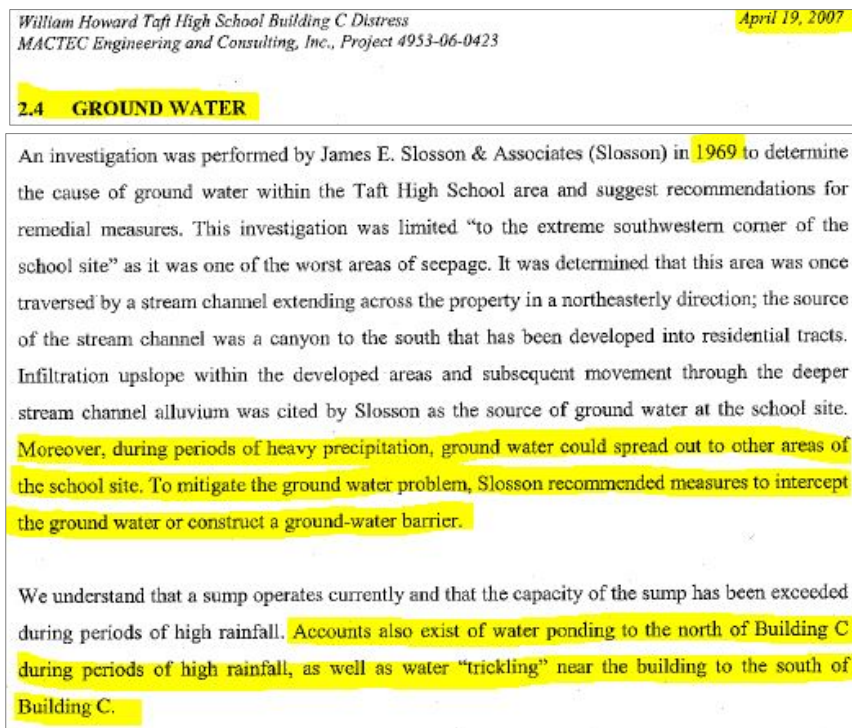 William Howard Taft High School Building C Distress
April 19, 2007
MACTEC Engineering and Consulting, Inc., Project 4953-06-0423
2.4 GROUND WATER
An investigation was performed by James E. Slosson & Associates (Slosson) in 1969 to determine
the cause of ground water within the Taft High School area and suggest recommendations for
remedial measures. This investigation was limited “to the extreme southwestern corner of the
school site” as it was one of the worst areas of seepage. It was determined that this area was once
traversed by a stream channel extending across the property in a northeasterly direction; the source
of the stream channel was a canyon to the south that has been developed into residential tracts.
Infiltration upslope within the developed areas and subsequent movement through the deeper
stream channel alluvium was cited by Slosson as the source of ground water at the school site.
Moreover, during periods of heavy precipitation, ground water could spread out to other areas of
the school site. To mitigate the ground water problem, Slosson recommended measures to intercept
the ground water or construct a ground-water barrier.
We understand that a sump operates currently and that the capacity of the sump has been exceeded
during periods of high rainfall. Accounts also exist of water ponding to the north of Building C
during periods of high rainfall, as well as water “trickling” near the building to the south of
Building C.